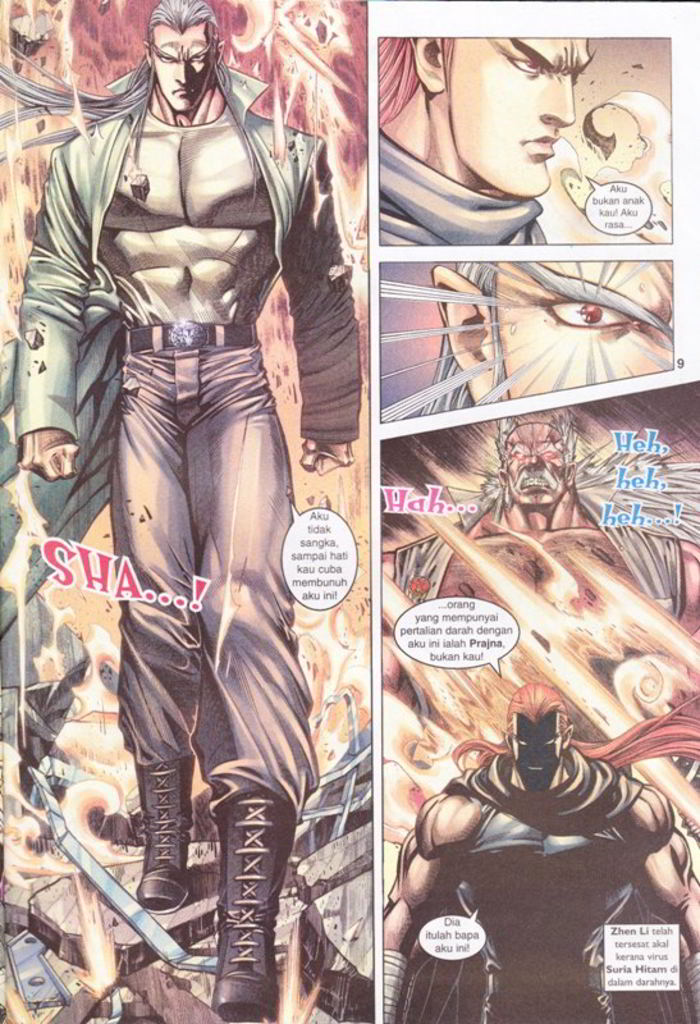 Aku
tidak
sangka,
sampai hati
kau cuba
membunuh
aku ini!
SHA....!
Aku
bukan anak
kau! Aku
rasa...
9
Hah...
Heh,
heh,
heh...!
...orang
yang mempunyai
pertalian darah dengan
aku ini ialah Prajna,
bukan kau!
Dia
itulah bapa
aku ini!
Zhen Li telah
tersesat akal
kerana virus
Suria Hitam di
dalam darahnya.